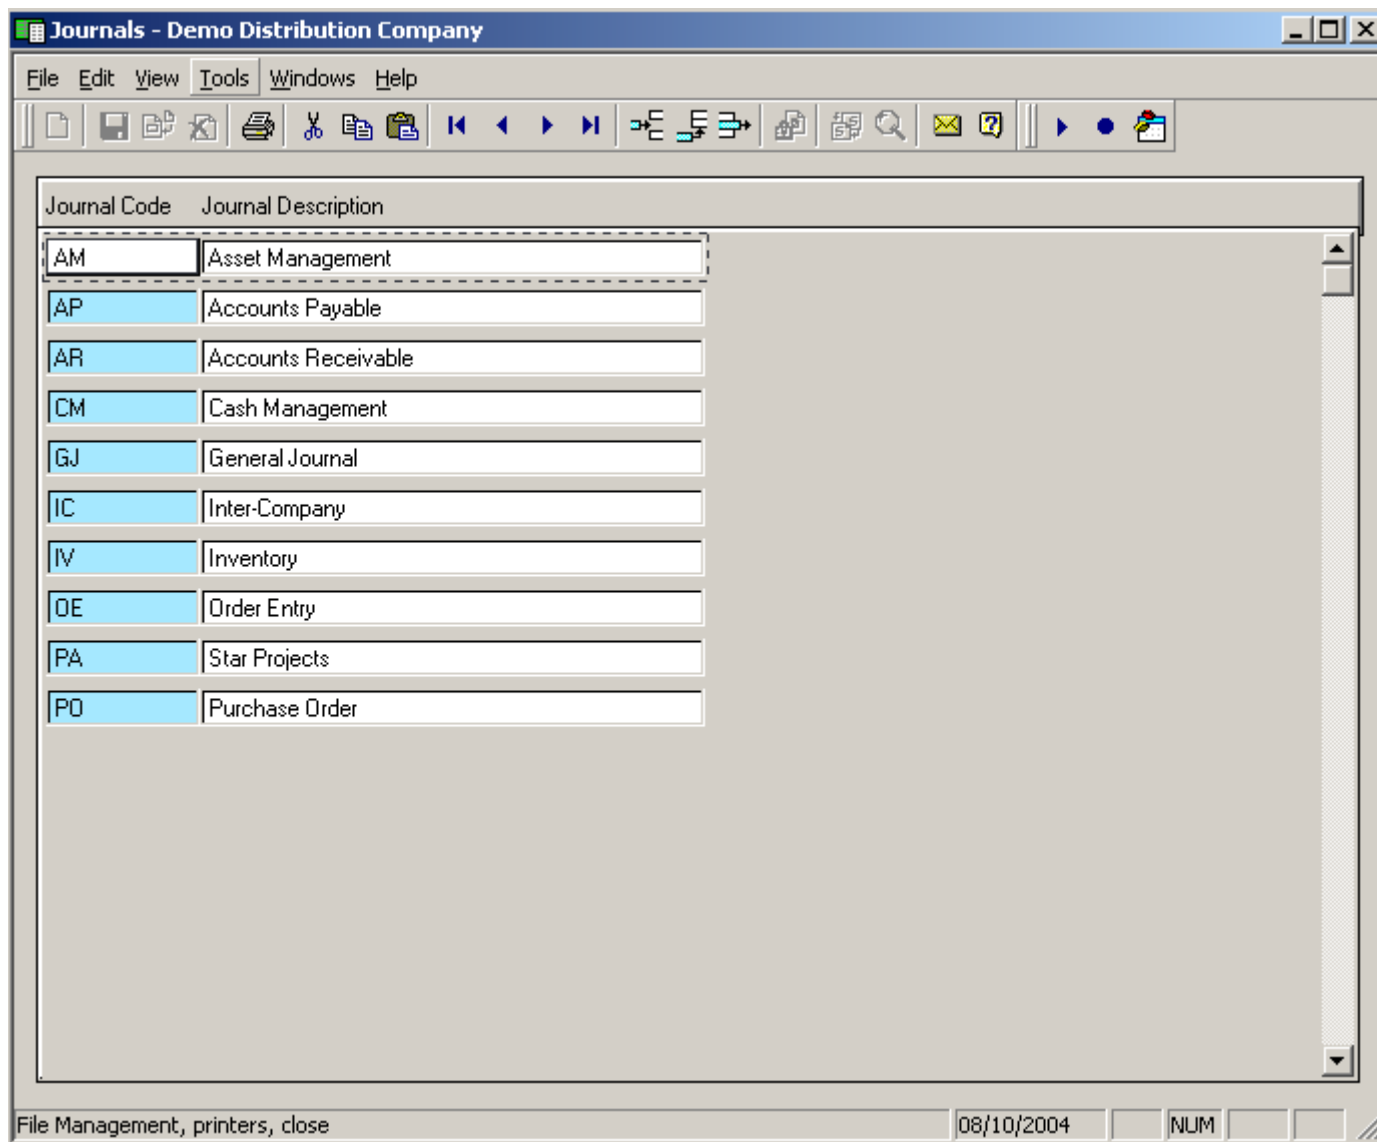 Journals - Demo Distribution Company
File Edit View Tools Windows Help
Journal Code Journal Description
AM Asset Management
AP Accounts Payable
AR Accounts Receivable
CM Cash Management
GJ General Journal
IC Inter-Company
IV Inventory
OE Order Entry
PA Star Projects
PO Purchase Order
File Management, printers, close 08/10/2004 NUM